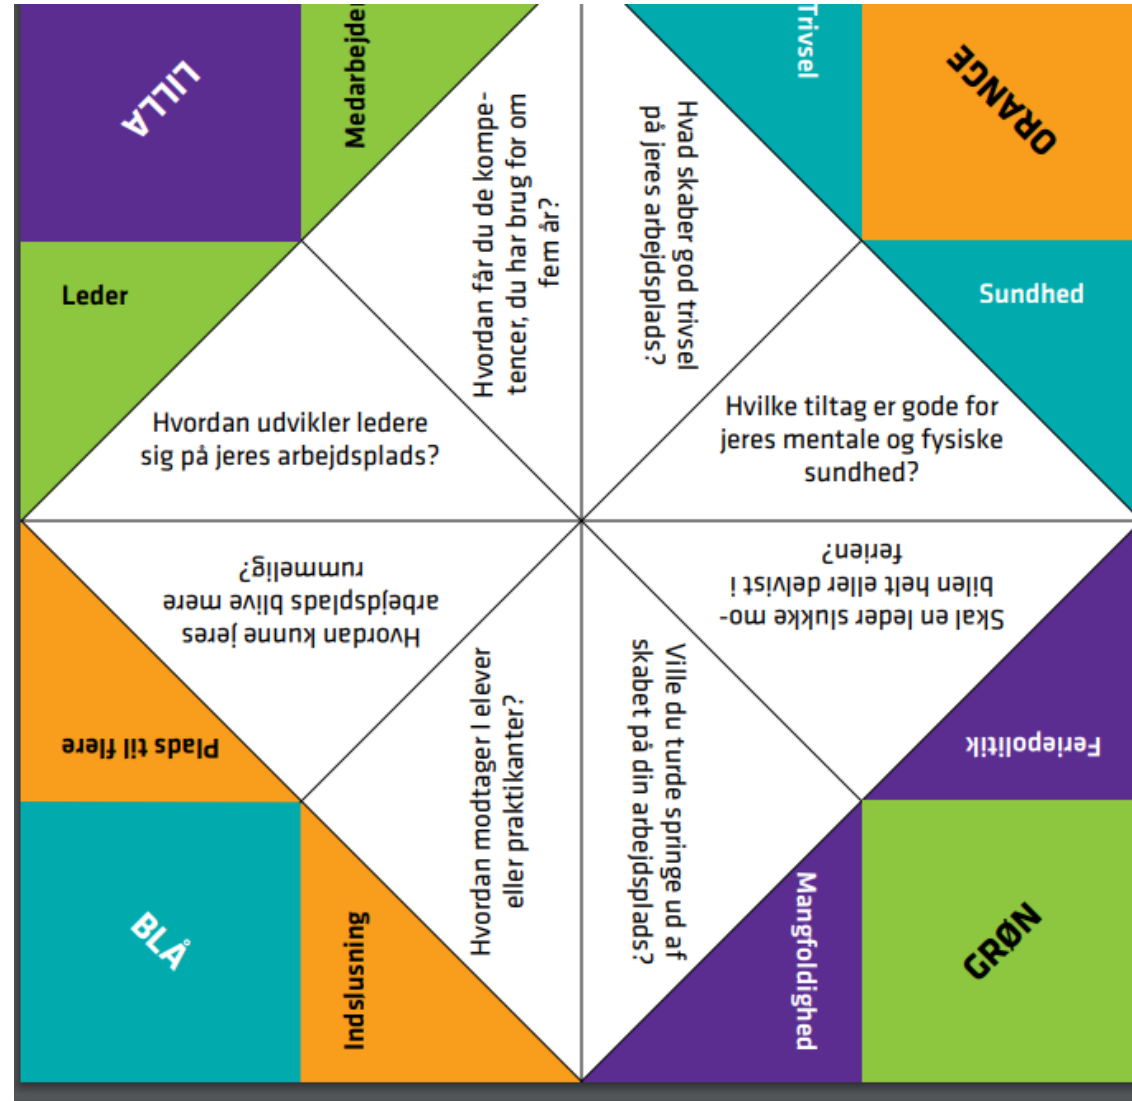 LILLA
Medarbejder
Hvordan får du de kompe-
tencer, du har brug for om
fem år?
Hvad skaber god trivsel
på jeres arbejdsplads?
Trivsel
ORANGE
Leder
Hvordan udvikler ledere
sig på jeres arbejdsplads?
Sundhed
Hvilke tiltag er gode for
jeres mentale og fysiske
sundhed?
Plads til flere
Hvordan kunne jeres
arbejdsplads blive mere
rummelig?
Skal en leder slukke mo-
bilen helt eller delvist i
ferien?
Feriepolitik
BLÅ
Indslusning
Hvordan modtager I elever
eller praktikanter?
Ville du turde springe ud af
skabet på din arbejdsplads?
Mangfoldighed
GRØN